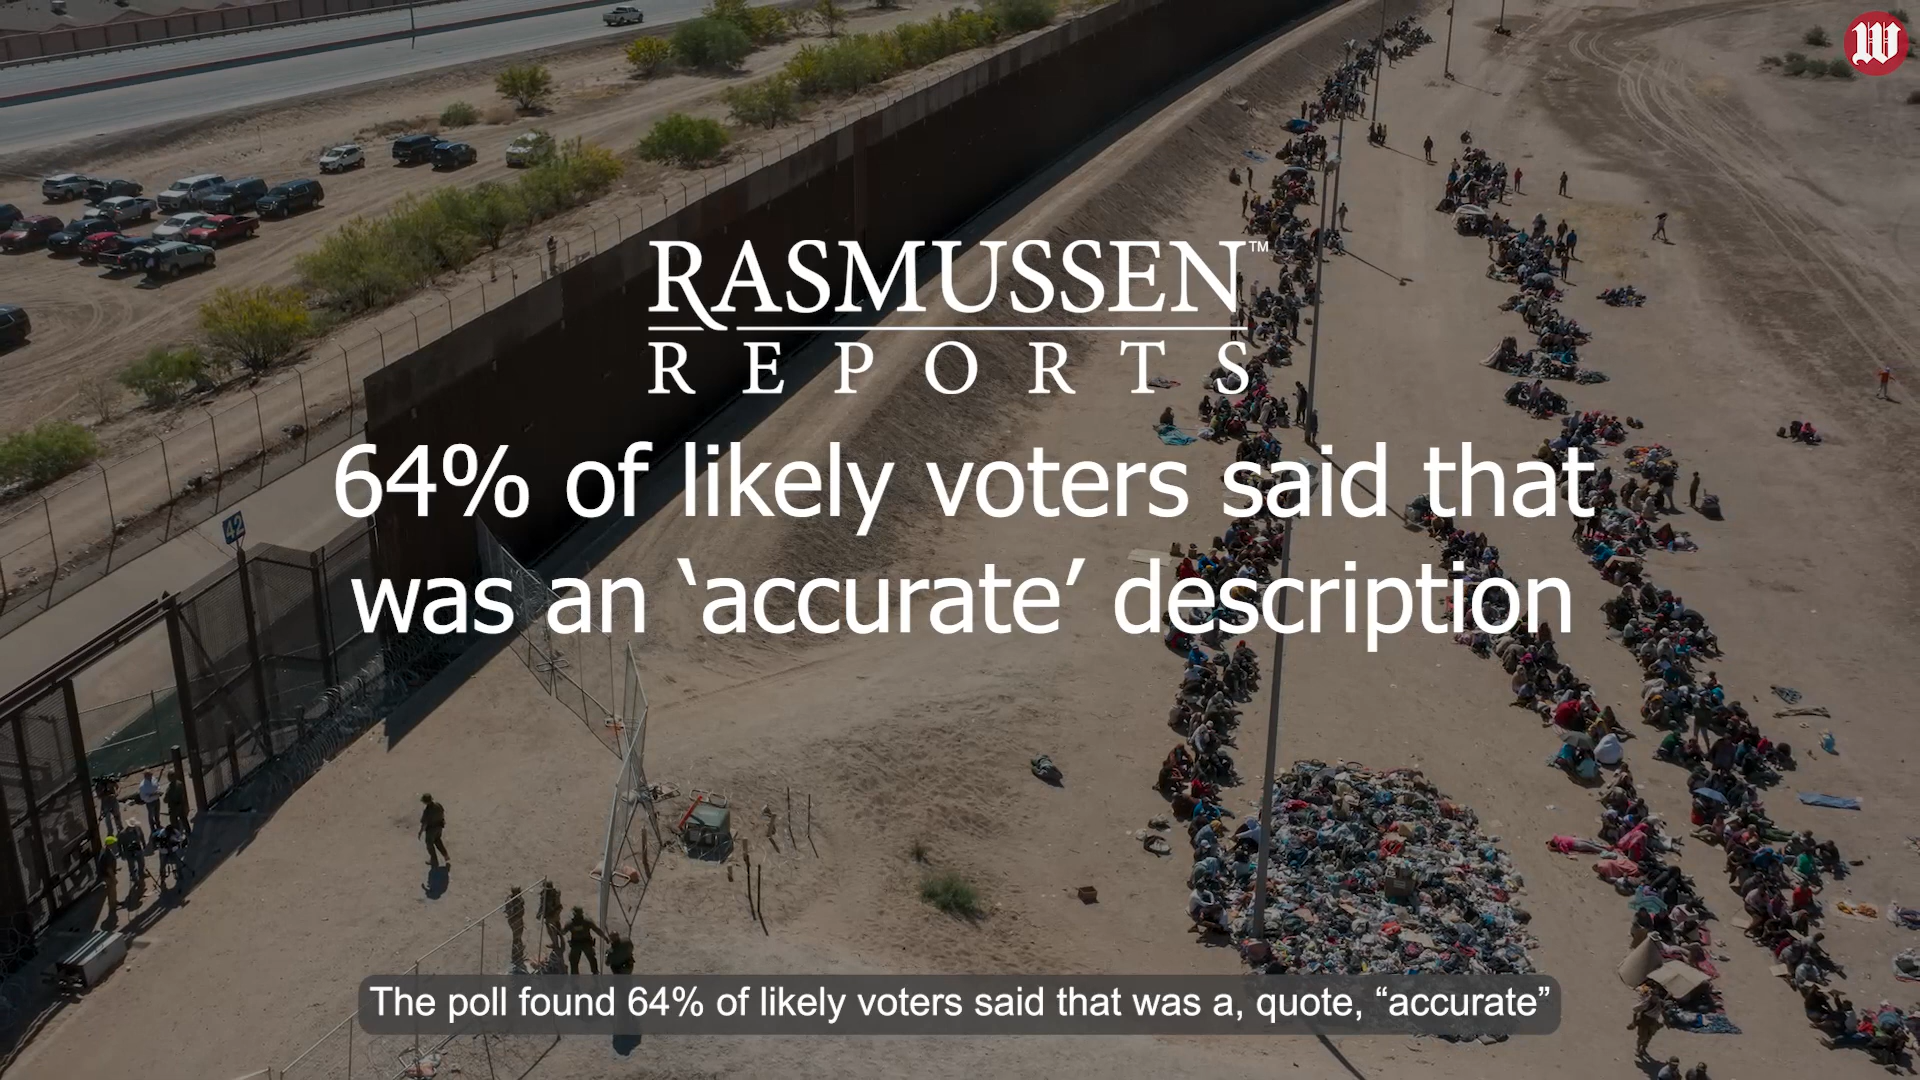 W
RASMUSSEN™
REPORTS
64% of likely voters said that
was an ‘accurate’ description
42
The poll found 64% of likely voters said that was a, quote, “accurate”